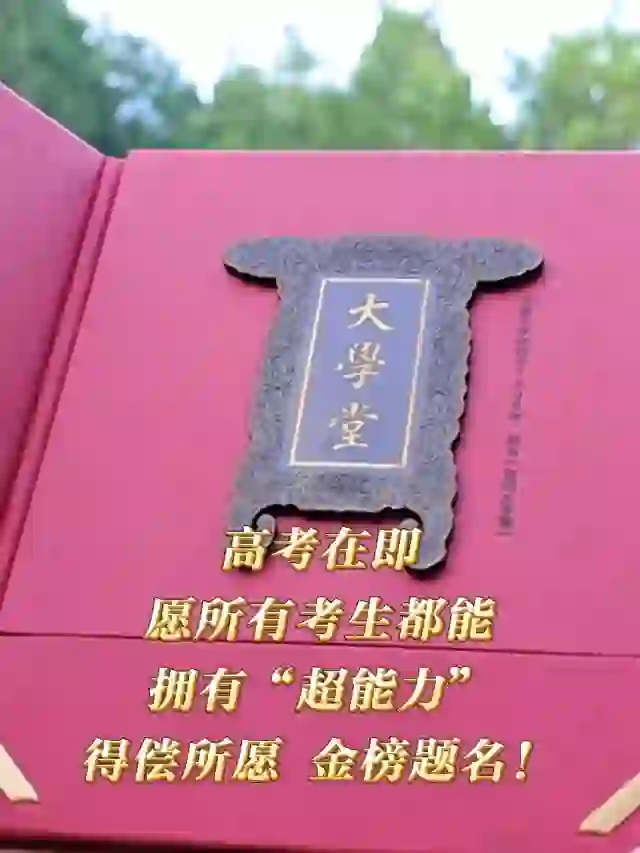 大學堂
高考在即
愿所有考生都能
拥有“超能力”
得偿所愿 金榜题名！